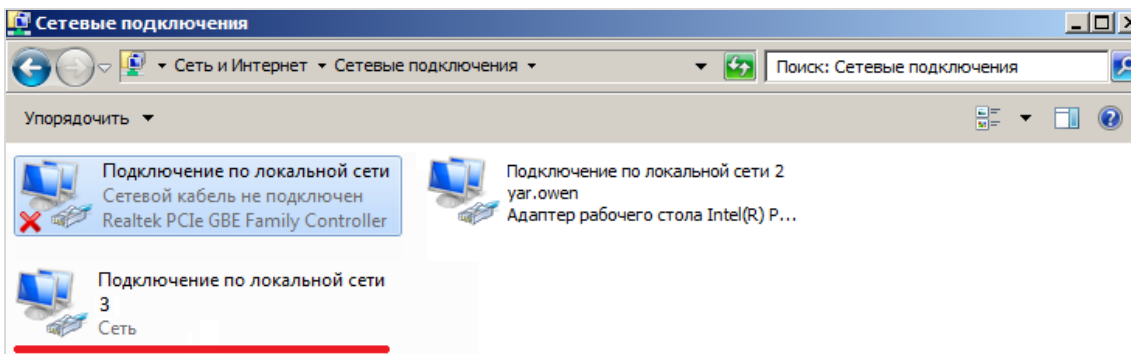 Сетевые подключения
Сеть и Интернет Сетевые подключения
Поиск: Сетевые подключения
Упорядочить
Подключение по локальной сети
Сетевой кабель не подключен
Realtek PCIe GBE Family Controller
Подключение по локальной сети 2
yar.owen
Адаптер рабочего стола Intel(R) P...
Подключение по локальной сети
3
Сеть